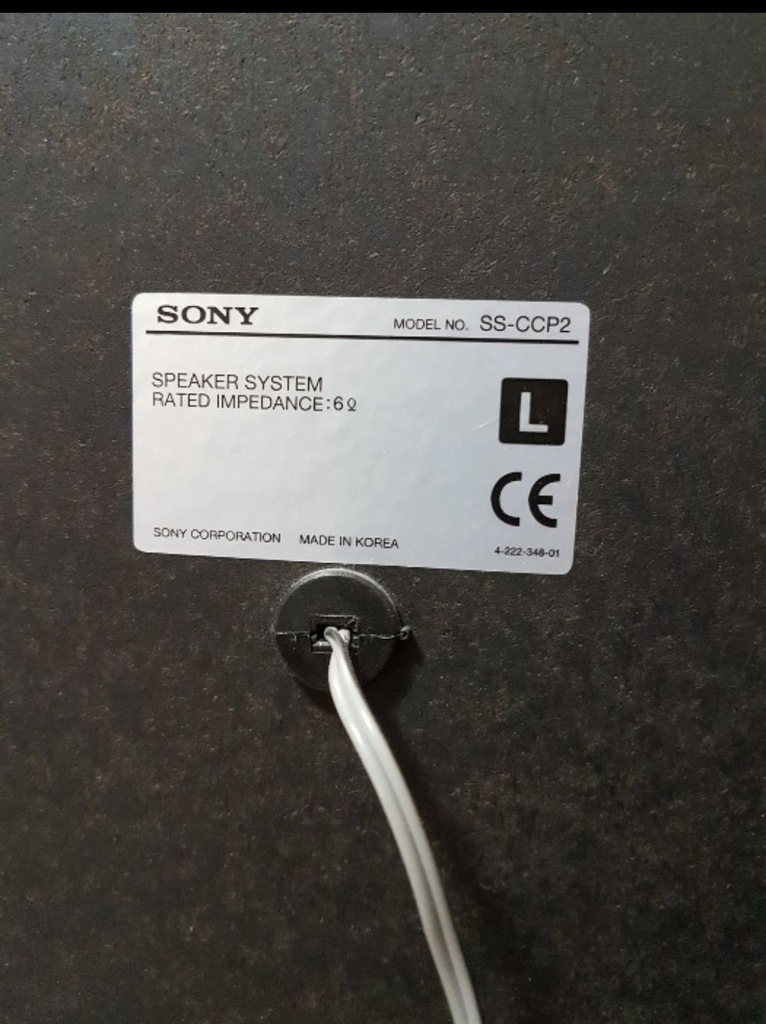 SONY
MODEL NO. SS-CCP2
SPEAKER SYSTEM
RATED IMPEDANCE:6Ω
L
CE
SONY CORPORATION MADE IN KOREA
4-222-348-01